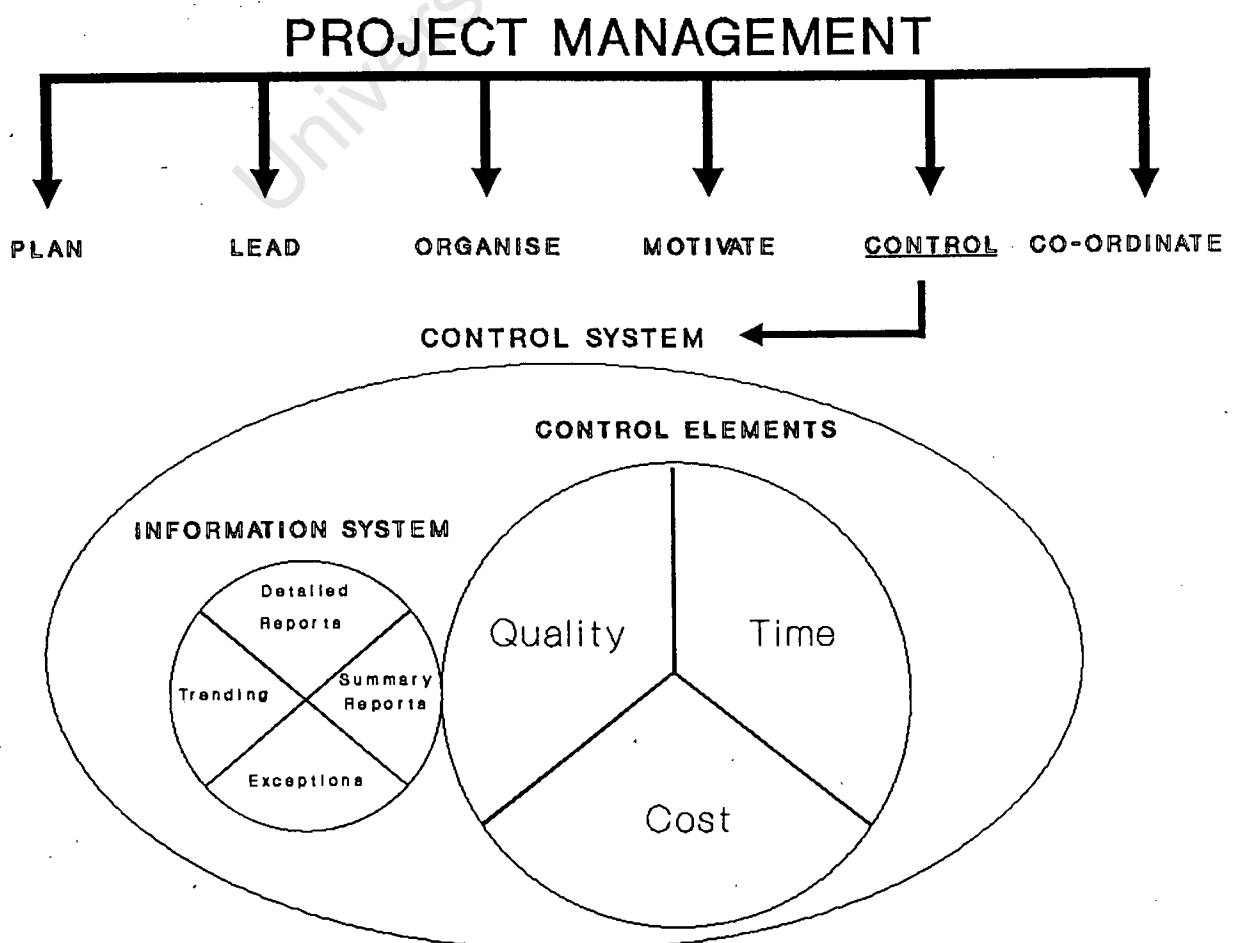 Univers
PROJECT MANAGEMENT
PLAN LEAD ORGANISE MOTIVATE CONTROL CO-ORDINATE
CONTROL SYSTEM
CONTROL ELEMENTS
INFORMATION SYSTEM
Detailed
Reports
Quality Time
Trending
Summary
Reports
Exceptions
Cost